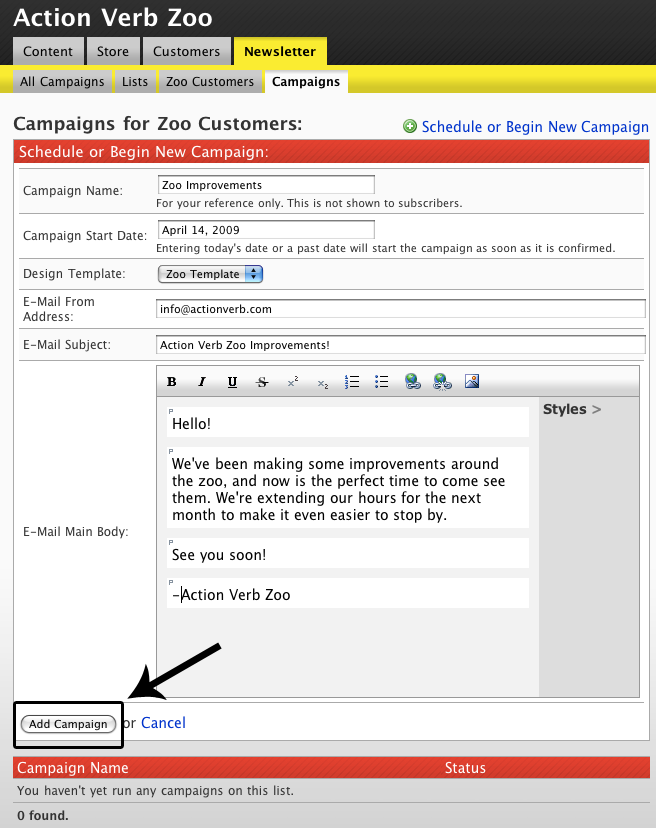 Action Verb Zoo
Content Store Customers Newsletter
All Campaigns Lists Zoo Customers Campaigns
Campaigns for Zoo Customers:
Schedule or Begin New Campaign
Schedule or Begin New Campaign:
Campaign Name:
Zoo Improvements
For your reference only. This is not shown to subscribers.
Campaign Start Date:
April 14, 2009
Entering today's date or a past date will start the campaign as soon as it is confirmed.
Design Template:
Zoo Template
E-Mail From
Address:
info@actionverb.com
E-Mail Subject:
Action Verb Zoo Improvements!
E-Mail Main Body:
B I U S x² x₂
Styles >
P
Hello!
P
We've been making some improvements around
the zoo, and now is the perfect time to come see
them. We're extending our hours for the next
month to make it even easier to stop by.
P
See you soon!
P
-Action Verb Zoo
Add Campaign or Cancel
Campaign Name Status
You haven't yet run any campaigns on this list.
0 found.